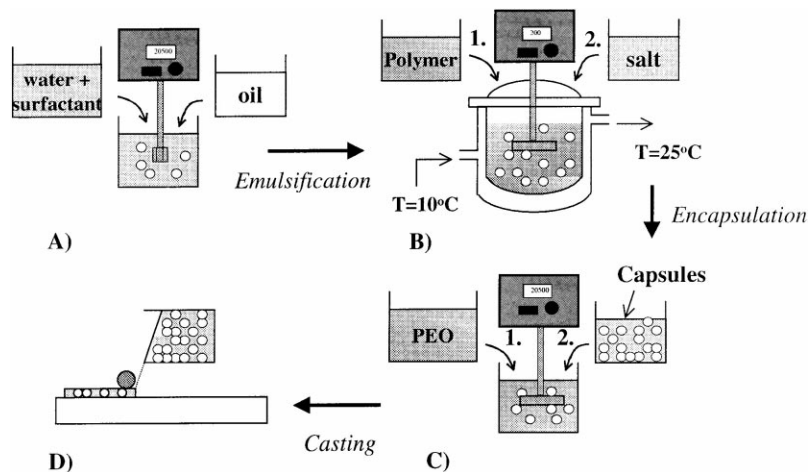 A)
20500
water +
surfactant
oil
Emulsification
B)
200
Polymer
1.
2.
salt
T=10°C
T=25°C
Encapsulation
Capsules
20500
PEO
1.
2.
C)
Casting
D)